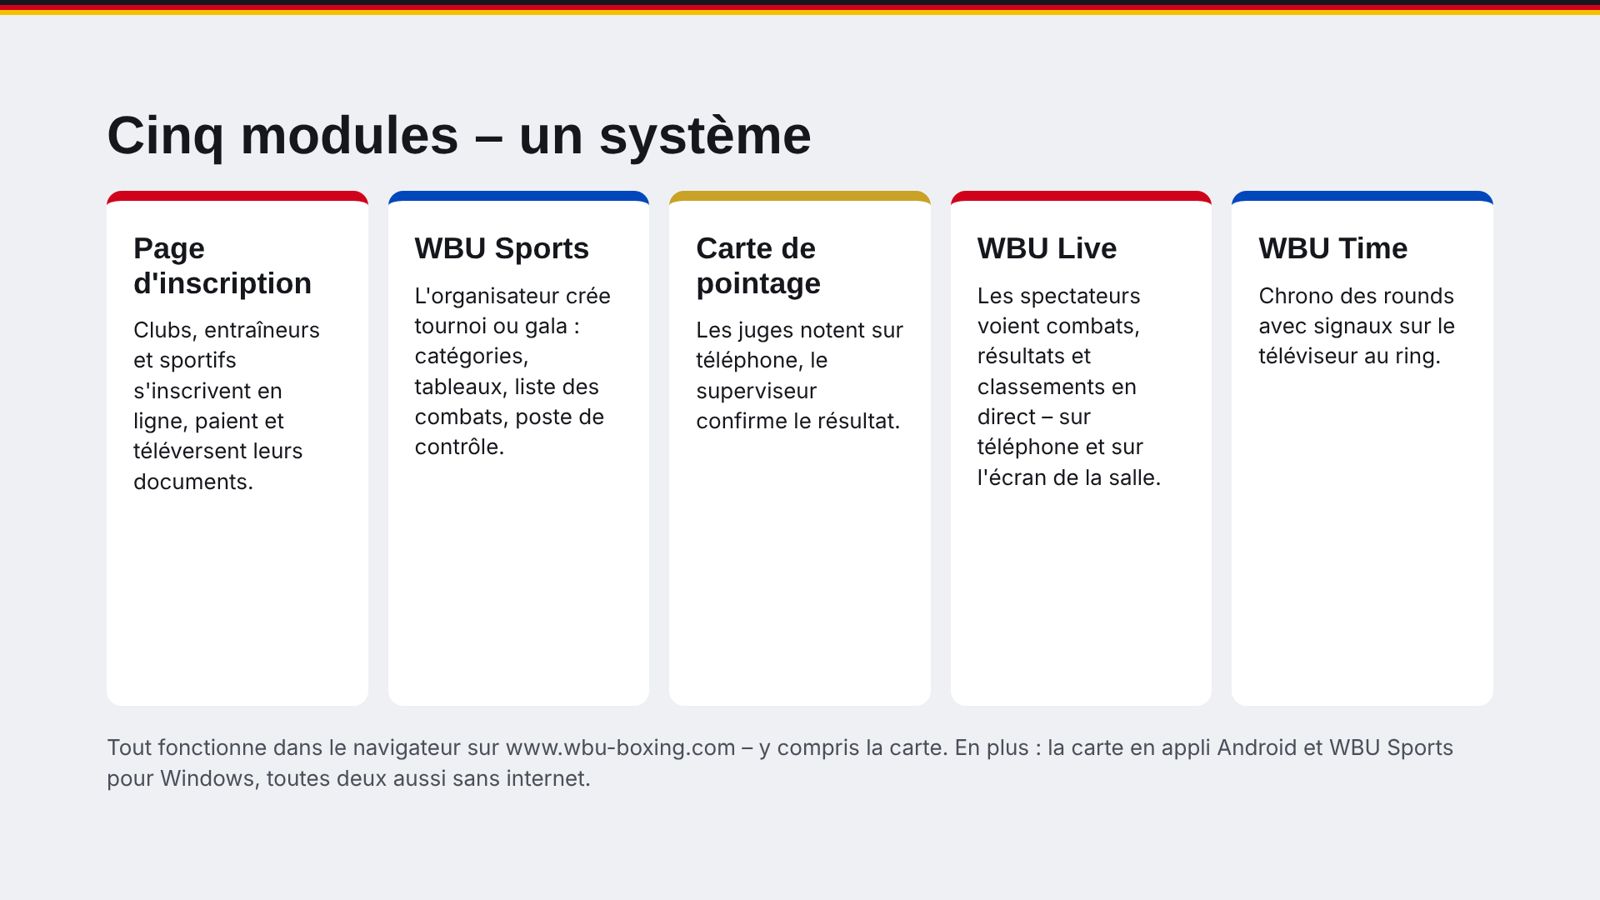 Cinq modules – un système
Page
d'inscription
Clubs, entraîneurs
et sportifs
s'inscrivent en
ligne, paient et
téléversent leurs
documents.
WBU Sports
L'organisateur crée
tournoi ou gala :
catégories,
tableaux, liste des
combats, poste de
contrôle.
Carte de
pointage
Les juges notent sur
téléphone, le
superviseur
confirme le résultat.
WBU Live
Les spectateurs
voient combats,
résultats et
classements en
direct – sur
téléphone et sur
l'écran de la salle.
WBU Time
Chrono des rounds
avec signaux sur le
téléviseur au ring.
Tout fonctionne dans le navigateur sur www.wbu-boxing.com – y compris la carte. En plus : la carte en appli Android et WBU Sports
pour Windows, toutes deux aussi sans internet.